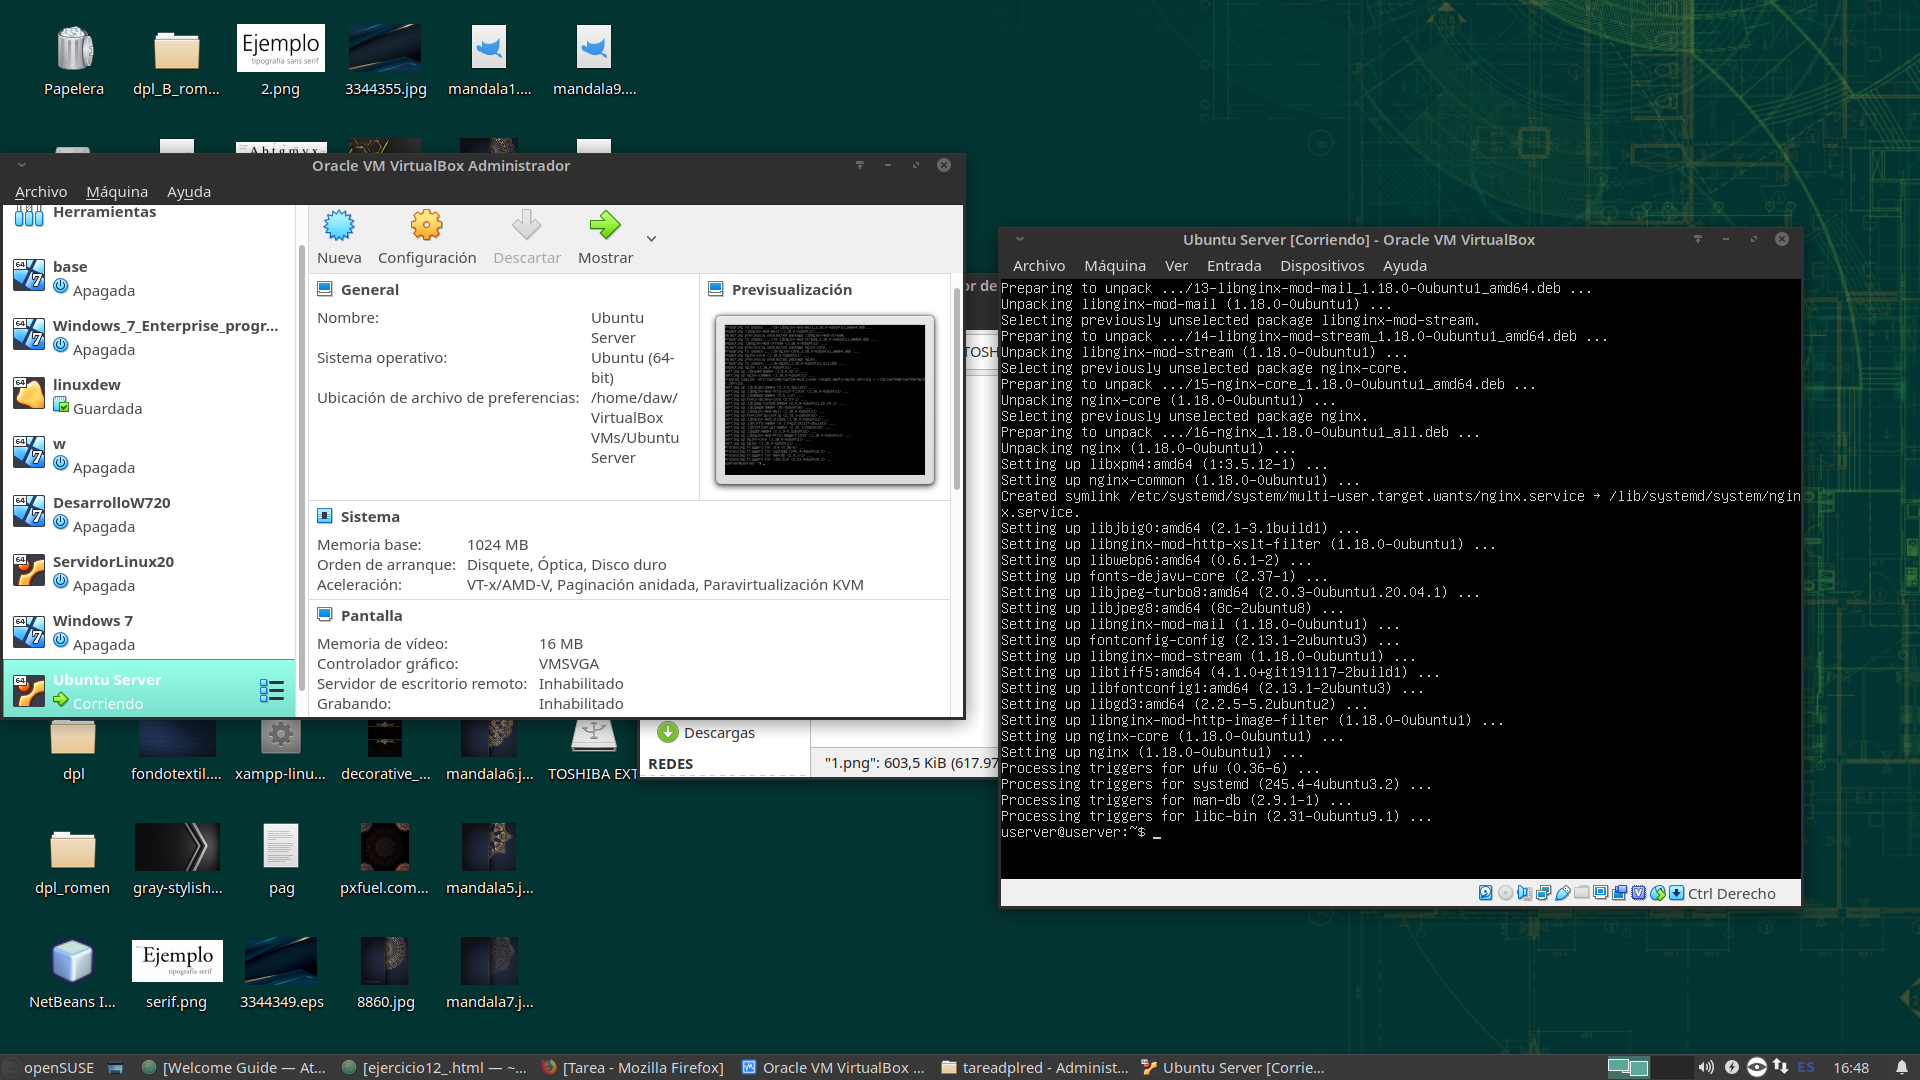 Ejemplo
tipografía sans serif
Papelera
dpl_B_rom...
2.png
3344355.jpg
mandala1....
mandala9....
Oracle VM VirtualBox Administrador
Archivo Máquina Ayuda
Herramientas
base
Apagada
Windows_7_Enterprise_progr...
Apagada
linuxdew
Guardada
w
Apagada
DesarrolloW720
Apagada
ServidorLinux20
Apagada
Windows 7
Apagada
Ubuntu Server
Corriendo
Nueva Configuración Descartar Mostrar
General
Nombre: Ubuntu Server
Sistema operativo: Ubuntu (64-bit)
Ubicación de archivo de preferencias: /home/daw/VirtualBox VMs/Ubuntu Server
Previsualización
Sistema
Memoria base: 1024 MB
Orden de arranque: Disquete, Óptica, Disco duro
Aceleración: VT-x/AMD-V, Paginación anidada, Paravirtualización KVM
Pantalla
Memoria de vídeo: 16 MB
Controlador gráfico: VMSVGA
Servidor de escritorio remoto: Inhabilitado
Grabando: Inhabilitado
Descargas
REDES
"1.png": 603,5 KiB (617.97
Ubuntu Server [Corriendo] - Oracle VM VirtualBox
Archivo Máquina Ver Entrada Dispositivos Ayuda
Preparing to unpack .../13-libnginx-mod-mail_1.18.0-0ubuntu1_amd64.deb ...
Unpacking libnginx-mod-mail (1.18.0-0ubuntu1) ...
Selecting previously unselected package libnginx-mod-stream.
Preparing to unpack .../14-libnginx-mod-stream_1.18.0-0ubuntu1_amd64.deb ...
Unpacking libnginx-mod-stream (1.18.0-0ubuntu1) ...
Selecting previously unselected package nginx-core.
Preparing to unpack .../15-nginx-core_1.18.0-0ubuntu1_amd64.deb ...
Unpacking nginx-core (1.18.0-0ubuntu1) ...
Selecting previously unselected package nginx.
Preparing to unpack .../16-nginx_1.18.0-0ubuntu1_all.deb ...
Unpacking nginx (1.18.0-0ubuntu1) ...
Setting up libxpm4:amd64 (1:3.5.12-1) ...
Setting up nginx-common (1.18.0-0ubuntu1) ...
Created symlink /etc/systemd/system/multi-user.target.wants/nginx.service → /lib/systemd/system/ngin
x.service.
Setting up libjbig0:amd64 (2.1-3.1build1) ...
Setting up libnginx-mod-http-xslt-filter (1.18.0-0ubuntu1) ...
Setting up libwebp6:amd64 (0.6.1-2) ...
Setting up fonts-dejavu-core (2.37-1) ...
Setting up libjpeg-turbo8:amd64 (2.0.3-0ubuntu1.20.04.1) ...
Setting up libjpeg8:amd64 (8c-2ubuntu8) ...
Setting up libnginx-mod-mail (1.18.0-0ubuntu1) ...
Setting up fontconfig-config (2.13.1-2ubuntu3) ...
Setting up libnginx-mod-stream (1.18.0-0ubuntu1) ...
Setting up libtiff5:amd64 (4.1.0+git191117-2build1) ...
Setting up libfontconfig1:amd64 (2.13.1-2ubuntu3) ...
Setting up libgd3:amd64 (2.2.5-5.2ubuntu2) ...
Setting up libnginx-mod-http-image-filter (1.18.0-0ubuntu1) ...
Setting up nginx-core (1.18.0-0ubuntu1) ...
Setting up nginx (1.18.0-0ubuntu1) ...
Processing triggers for ufw (0.36-6) ...
Processing triggers for systemd (245.4-4ubuntu3.2) ...
Processing triggers for man-db (2.9.1-1) ...
Processing triggers for libc-bin (2.31-0ubuntu9.1) ...
userver@userver:~$ _
Ctrl Derecho
dpl
fondotextil....
xampp-linu...
decorative_...
mandala6.j...
TOSHIBA EXT
dpl_romen
gray-stylish...
pag
pxfuel.com...
mandala5.j...
Ejemplo
tipografía serif
NetBeans I...
serif.png
3344349.eps
8860.jpg
mandala7.j...
openSUSE
[Welcome Guide — At...
[ejercicio12_.html — ~...
[Tarea - Mozilla Firefox]
Oracle VM VirtualBox ...
tareadplred - Administ...
Ubuntu Server [Corrie...
ES
16:48